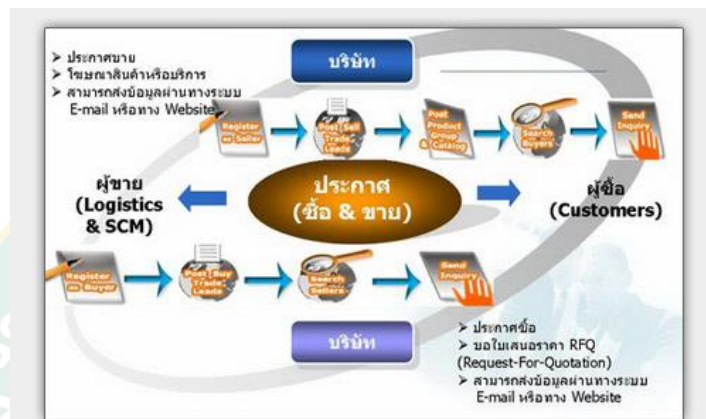 ➢ ประกาศขาย
➢ โฆษณาสินค้าหรือบริการ
➢ สามารถส่งข้อมูลผ่านทางระบบ
E-mail หรือทาง Website
บริษัท
Register
as Seller
Post Sell
Trade
Leads
Post
Product
Group
& Catalog
Search
Buyers
Send
Inquiry
ผู้ขาย
(Logistics
& SCM)
ประกาศ
(ซื้อ & ขาย)
ผู้ซื้อ
(Customers)
Register
as Buyer
Post Buy
Trade
Leads
Search
Sellers
Send
Inquiry
บริษัท
➢ ประกาศซื้อ
➢ ขอใบเสนอราคา RFQ
(Request-For-Quotation)
➢ สามารถส่งข้อมูลผ่านทางระบบ
E-mail หรือทาง Website